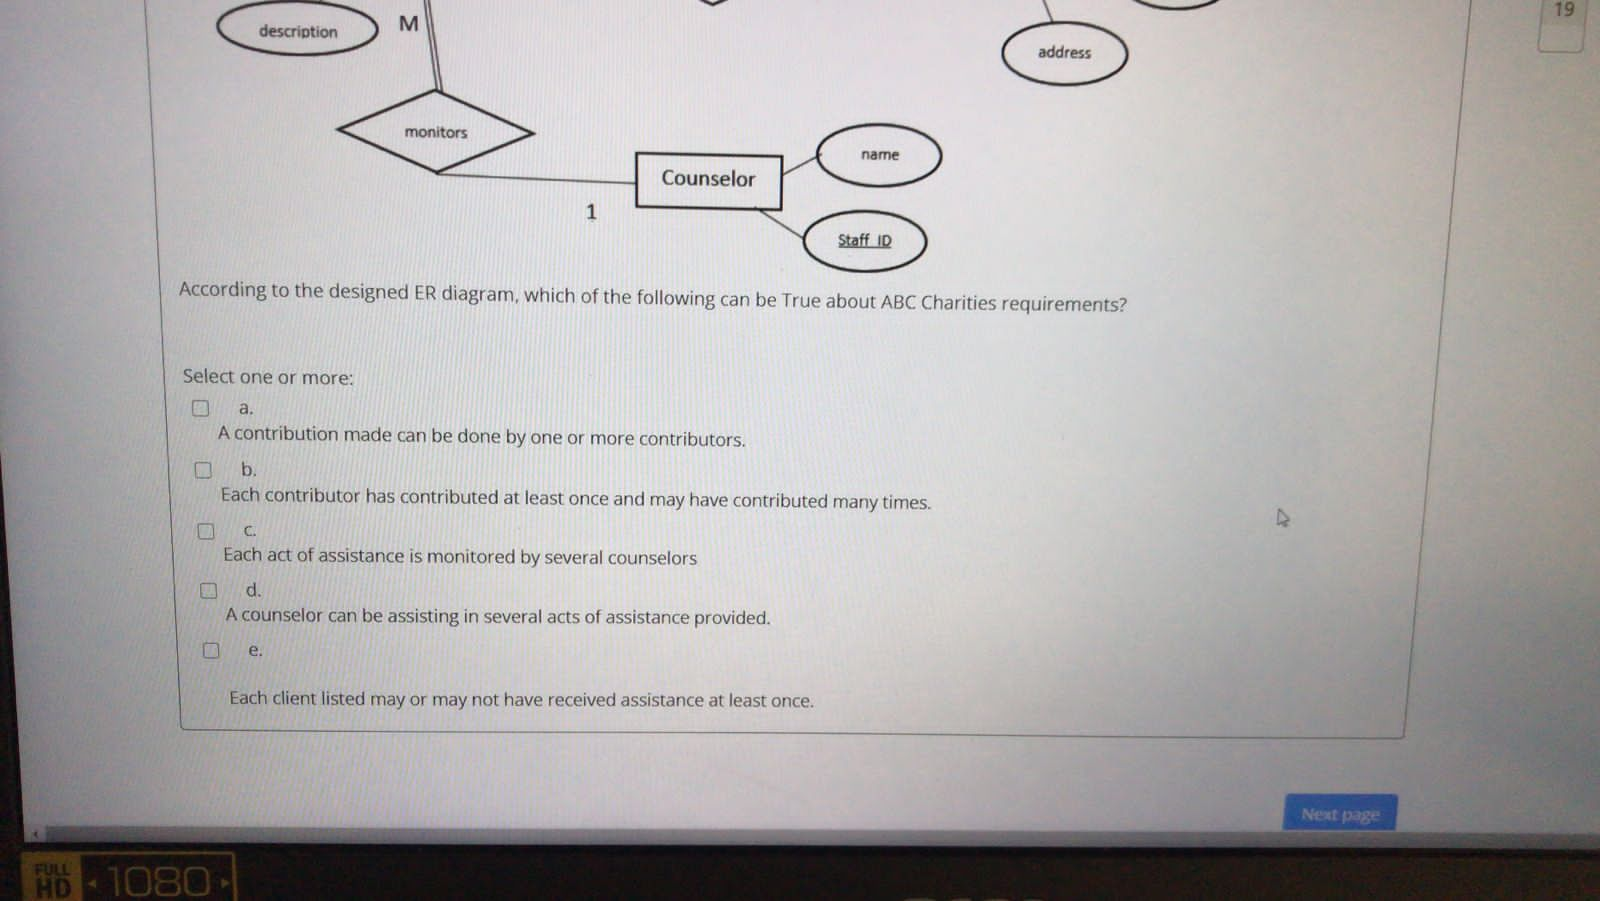 19
description
M
address
monitors
name
Counselor
1
Staff_ID
According to the designed ER diagram, which of the following can be True about ABC Charities requirements?
Select one or more:
a.
A contribution made can be done by one or more contributors.
b.
Each contributor has contributed at least once and may have contributed many times.
c.
Each act of assistance is monitored by several counselors
d.
A counselor can be assisting in several acts of assistance provided.
e.
Each client listed may or may not have received assistance at least once.
Next page
FULL HD 1080